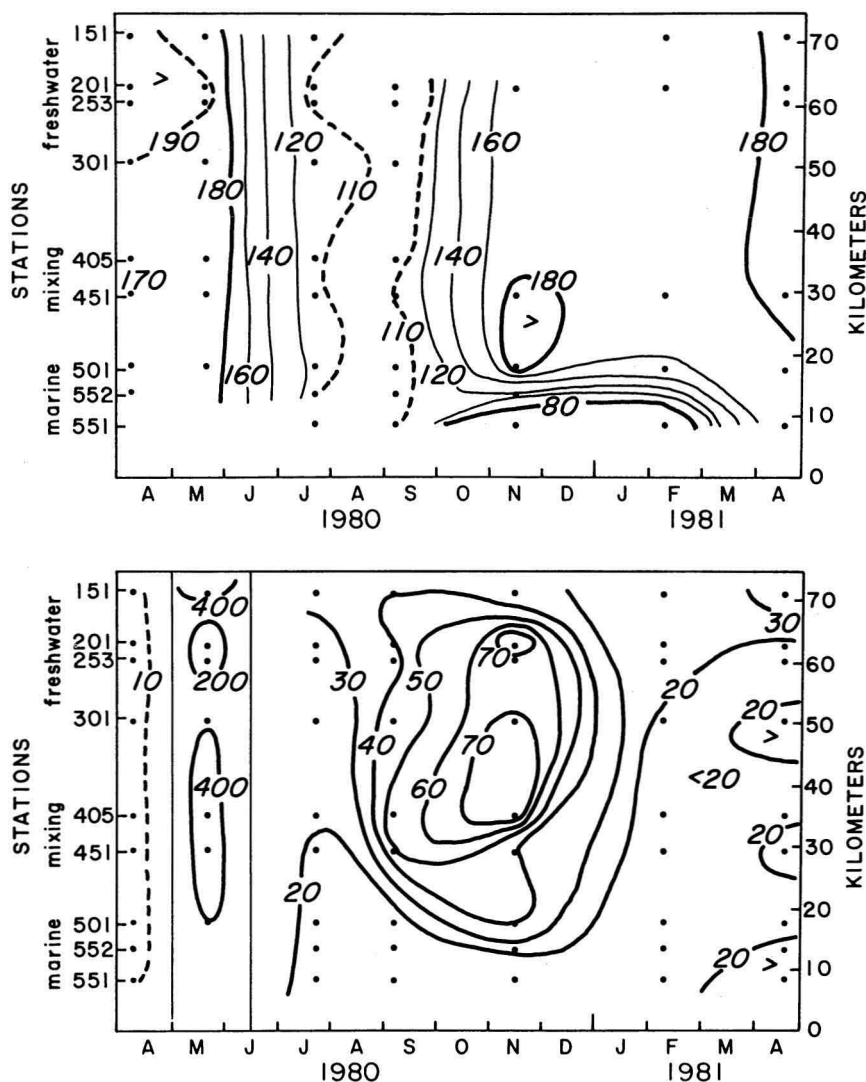 151 70
201 > 60
253
freshwater
190 120 160 180
301 50
180 110
STATIONS
40
405 140 140
mixing
170
451 180 30
110 >
KILOMETERS
501 160 120 20
marine
552
80 10
551
0
A M J J A S O N D J F M A
1980 1981
151 70
400 30
201 70 60
253
freshwater
10 200 30 50 20
20
301 50
40 70 >
STATIONS
400 60 <20 40
405
mixing
20
451 30
20
KILOMETERS
501 20
marine
552 20 > 10
551
0
A M J J A S O N D J F M A
1980 1981